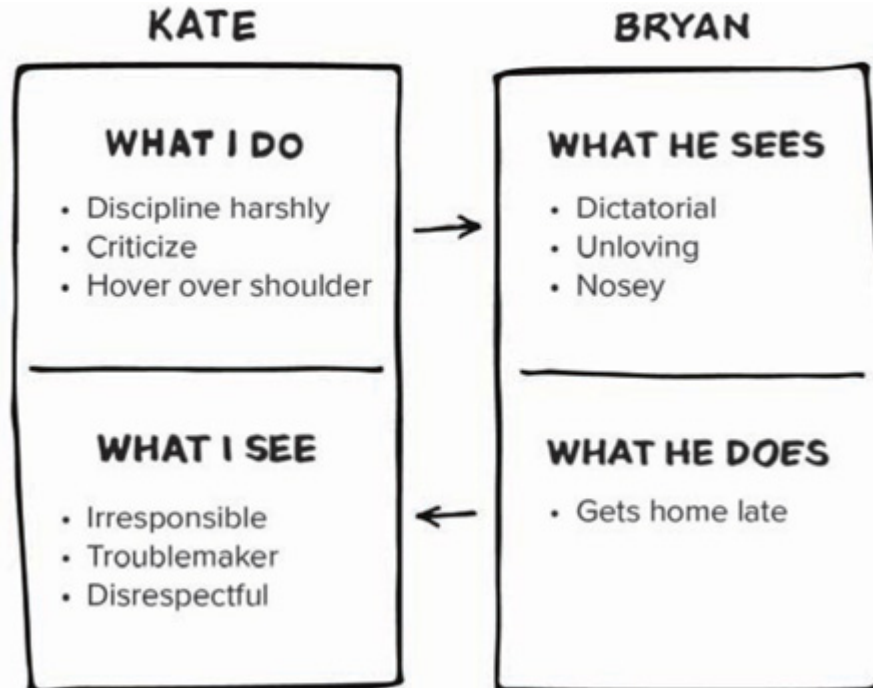 KATE
WHAT I DO
• Discipline harshly
• Criticize
• Hover over shoulder
WHAT I SEE
• Irresponsible
• Troublemaker
• Disrespectful
BRYAN
WHAT HE SEES
• Dictatorial
• Unloving
• Nosey
WHAT HE DOES
• Gets home late